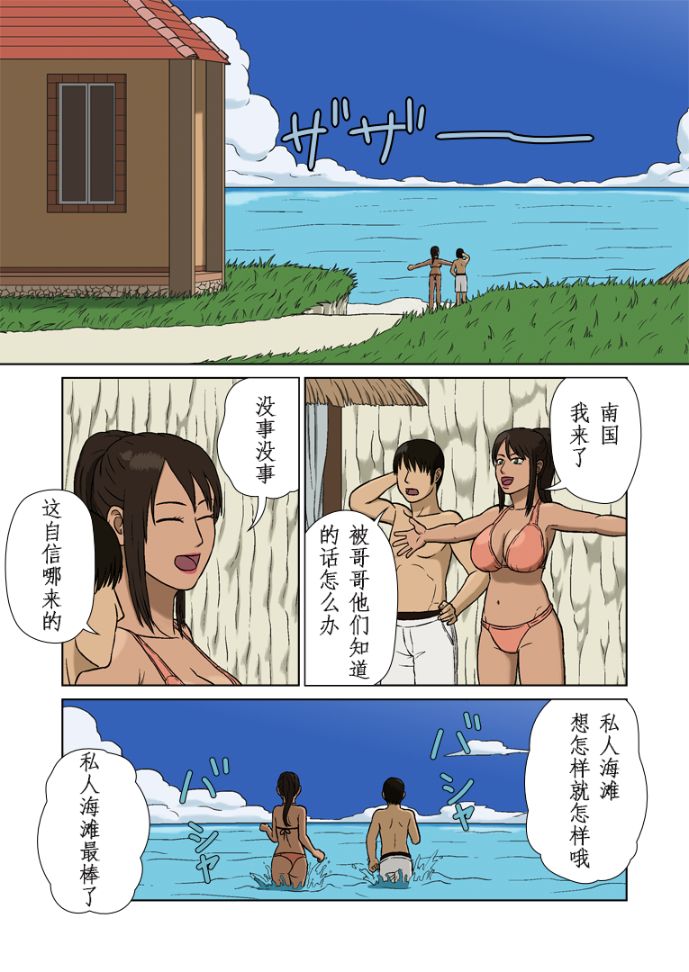 ザザザー
南国
我来了
被哥哥他们知道
的话怎么办
没事没事
这自信哪来的
私人海滩
想怎样就怎样哦
バシャ
バシャ
私人海滩最棒了